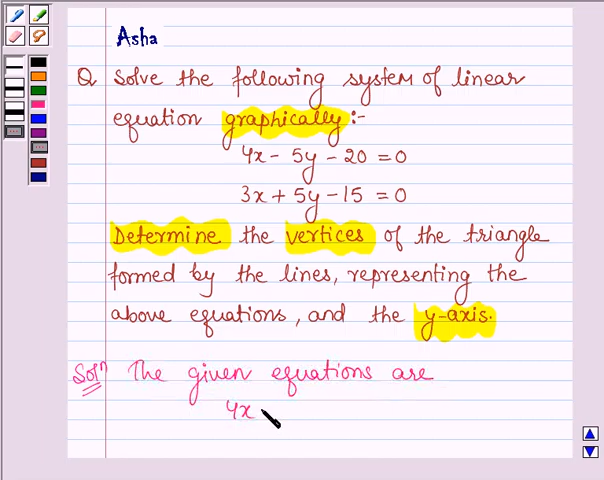 Asha
Q Solve the following system of linear
equation graphically:-
4x - 5y - 20 = 0
3x + 5y - 15 = 0
Determine the vertices of the triangle
formed by the lines, representing the
above equations, and the y-axis.
Solⁿ The given equations are
4x